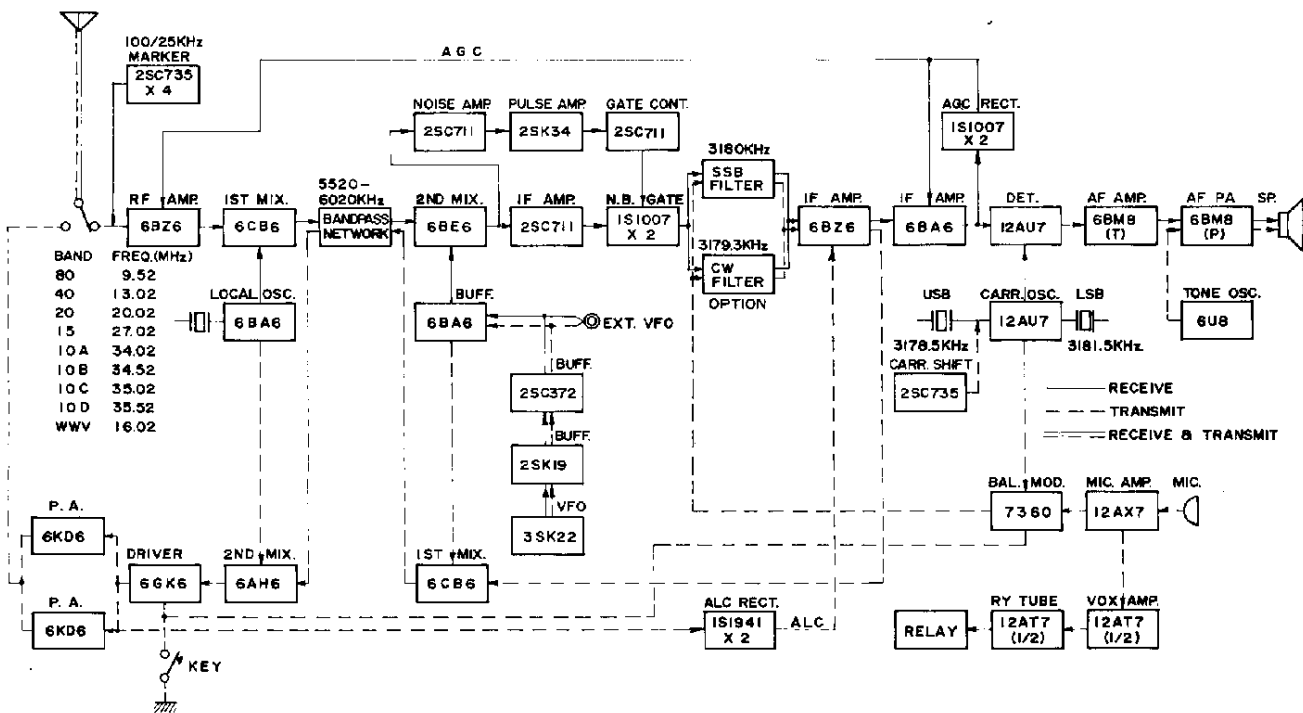 100/25KHz
MARKER
2SC735
X 4
AGC
NOISE AMP.
2SC711
PULSE AMP.
2SK34
GATE CONT.
2SC711
AGC RECT.
1S1007
X 2
3180KHz
SSB
FILTER
RF AMP.
6BZ6
1ST MIX.
6CB6
5520-
6020KHz
BANDPASS
NETWORK
2ND MIX.
6BE6
IF AMP.
2SC711
N.B. GATE
1S1007
X 2
IF AMP.
6BZ6
IF AMP.
6BA6
DET.
12AU7
AF AMP.
6BM8
(T)
AF PA
6BM8
(P)
SP.
3179.3KHz
CW
FILTER
OPTION
BAND FREQ.(MHz)
80 9.52
40 13.02
20 20.02
15 27.02
10A 34.02
10B 34.52
10C 35.02
10D 35.52
WWV 16.02
LOCAL OSC.
6BA6
BUFF.
6BA6
EXT. VFO
USB
3178.5KHz
CARR. OSC.
12AU7
LSB
3181.5KHz.
TONE OSC.
6U8
CARR. SHIFT
2SC735
BUFF.
2SC372
BUFF.
2SK19
VFO
3SK22
RECEIVE
TRANSMIT
RECEIVE & TRANSMIT
BAL. MOD.
7360
MIC. AMP.
12AX7
MIC.
P. A.
6KD6
DRIVER
6GK6
2ND MIX.
6AH6
1ST MIX.
6CB6
P. A.
6KD6
ALC RECT.
1S1941
X 2
ALC
RELAY
RY TUBE
12AT7
(1/2)
VOX AMP.
12AT7
(1/2)
KEY